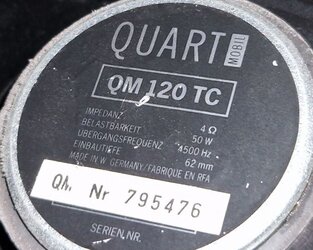 QUART MOBIL
QM 120 TC
IMPEDANZ 4 Ω
BELASTBARKEIT 50 W
ÜBERGANGSFREQUENZ 4500 Hz
EINBAUTIEFE 62 mm
MADE IN W. GERMANY/FABRIQUE EN RFA
QM Nr 795476
SERIEN.NR.